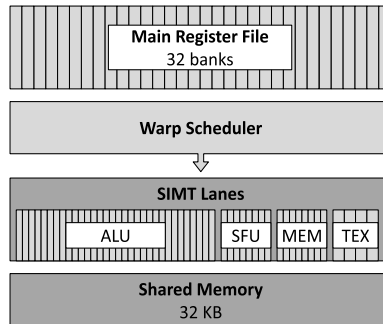 Main Register File
32 banks
Warp Scheduler
SIMT Lanes
ALU
SFU
MEM
TEX
Shared Memory
32 KB